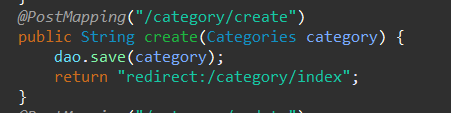 @PostMapping("/category/create")
public String create(Categories category) {
dao.save(category);
return "redirect:/category/index";
}